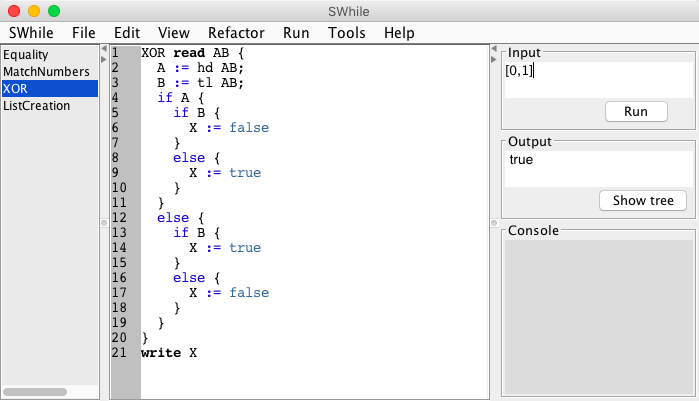 SWhile
SWhile File Edit View Refactor Run Tools Help
Equality
MatchNumbers
XOR
ListCreation
1 XOR read AB {
2   A := hd AB;
3   B := tl AB;
4   if A {
5     if B {
6       X := false
7     }
8     else {
9       X := true
10     }
11   }
12   else {
13     if B {
14       X := true
15     }
16     else {
17       X := false
18     }
19   }
20 }
21 write X
Input
[0,1]
Run
Output
true
Show tree
Console